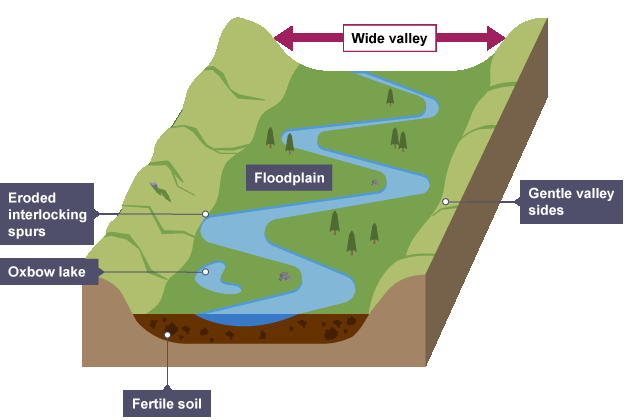 Wide valley
Floodplain
Eroded
interlocking
spurs
Gentle valley
sides
Oxbow lake
Fertile soil